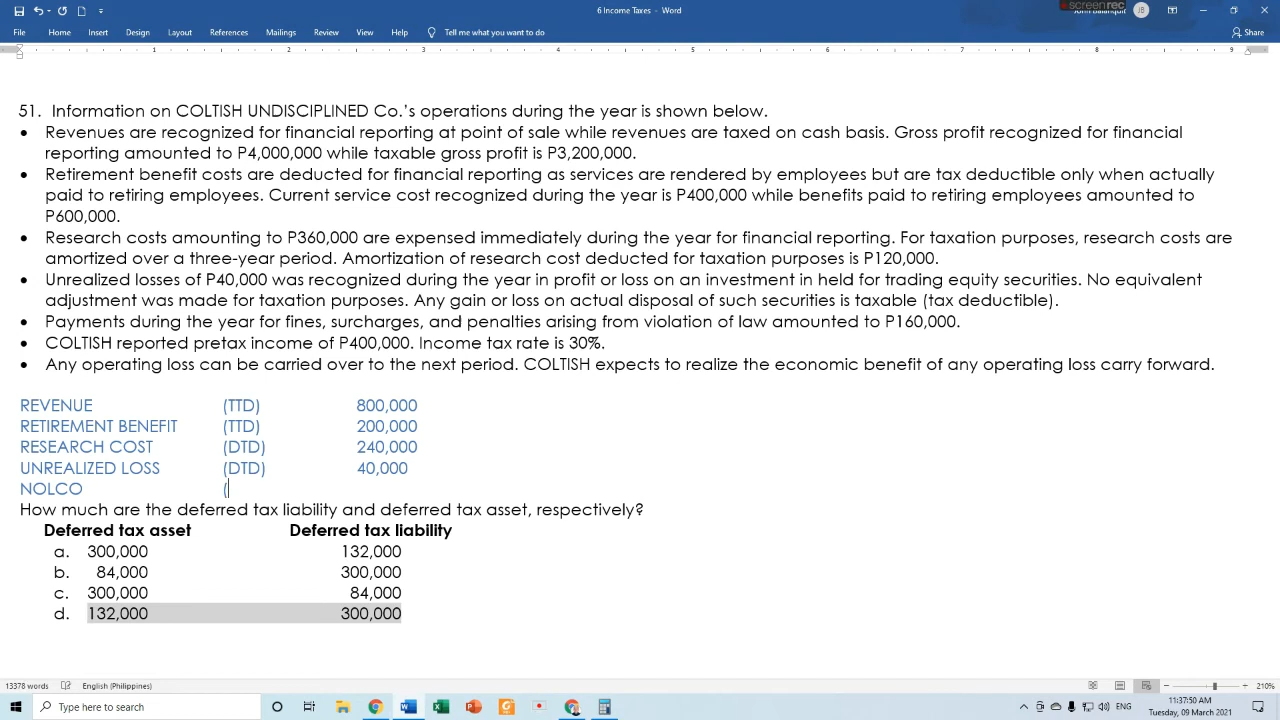 6 Income Taxes - Word
screenrec
John Balanquit JB
File Home Insert Design Layout References Mailings Review View Help Tell me what you want to do Share
1 2 3 4 5 6 7 8 9
51. Information on COLTISH UNDISCIPLINED Co.'s operations during the year is shown below.
• Revenues are recognized for financial reporting at point of sale while revenues are taxed on cash basis. Gross profit recognized for financial
reporting amounted to P4,000,000 while taxable gross profit is P3,200,000.
• Retirement benefit costs are deducted for financial reporting as services are rendered by employees but are tax deductible only when actually
paid to retiring employees. Current service cost recognized during the year is P400,000 while benefits paid to retiring employees amounted to
P600,000.
• Research costs amounting to P360,000 are expensed immediately during the year for financial reporting. For taxation purposes, research costs are
amortized over a three-year period. Amortization of research cost deducted for taxation purposes is P120,000.
• Unrealized losses of P40,000 was recognized during the year in profit or loss on an investment in held for trading equity securities. No equivalent
adjustment was made for taxation purposes. Any gain or loss on actual disposal of such securities is taxable (tax deductible).
• Payments during the year for fines, surcharges, and penalties arising from violation of law amounted to P160,000.
• COLTISH reported pretax income of P400,000. Income tax rate is 30%.
• Any operating loss can be carried over to the next period. COLTISH expects to realize the economic benefit of any operating loss carry forward.
REVENUE (TTD) 800,000
RETIREMENT BENEFIT (TTD) 200,000
RESEARCH COST (DTD) 240,000
UNREALIZED LOSS (DTD) 40,000
NOLCO (
How much are the deferred tax liability and deferred tax asset, respectively?
Deferred tax asset Deferred tax liability
a. 300,000 132,000
b. 84,000 300,000
c. 300,000 84,000
d. 132,000 300,000
13378 words English (Philippines) 210%
Type here to search ENG 11:37:50 AM
Tuesday, 09 March 2021